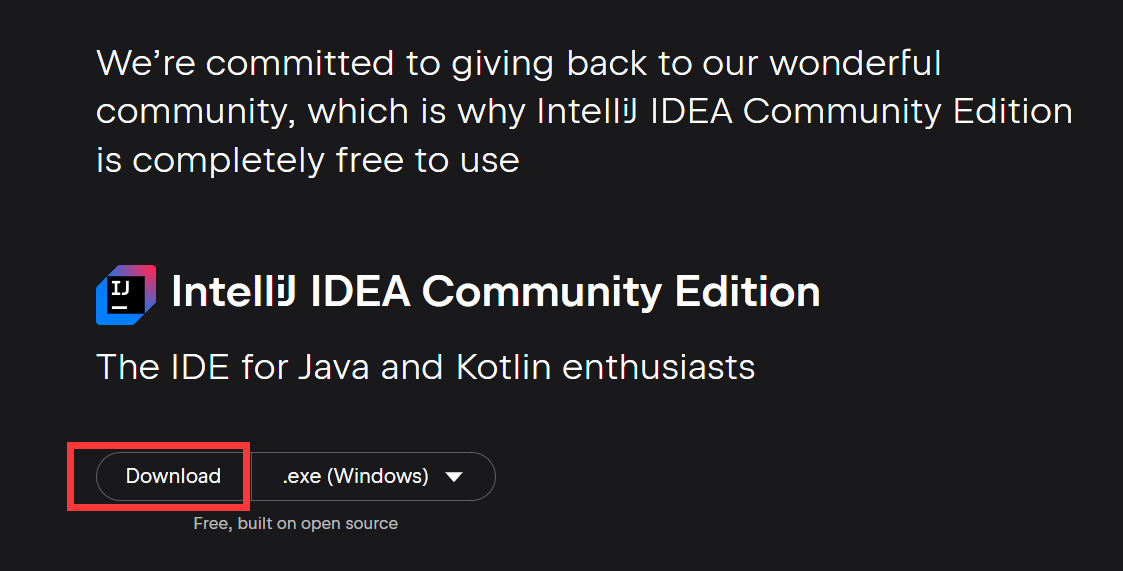 We’re committed to giving back to our wonderful
community, which is why IntelliJ IDEA Community Edition
is completely free to use
IJ
IntelliJ IDEA Community Edition
The IDE for Java and Kotlin enthusiasts
Download
.exe (Windows)
Free, built on open source